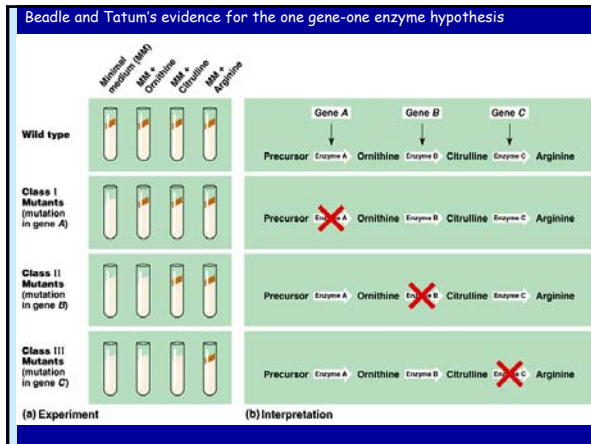 Beadle and Tatum's evidence for the one gene-one enzyme hypothesis
Minimal
medium (MM)
MM +
Ornithine
MM +
Citrulline
MM +
Arginine
Gene A Gene B Gene C
Wild type
Precursor Enzyme A Ornithine Enzyme B Citrulline Enzyme C Arginine
Class I
Mutants
(mutation
in gene A)
Precursor Enzyme A Ornithine Enzyme B Citrulline Enzyme C Arginine
Class II
Mutants
(mutation
in gene B)
Precursor Enzyme A Ornithine Enzyme B Citrulline Enzyme C Arginine
Class III
Mutants
(mutation
in gene C)
Precursor Enzyme A Ornithine Enzyme B Citrulline Enzyme C Arginine
(a) Experiment (b) Interpretation